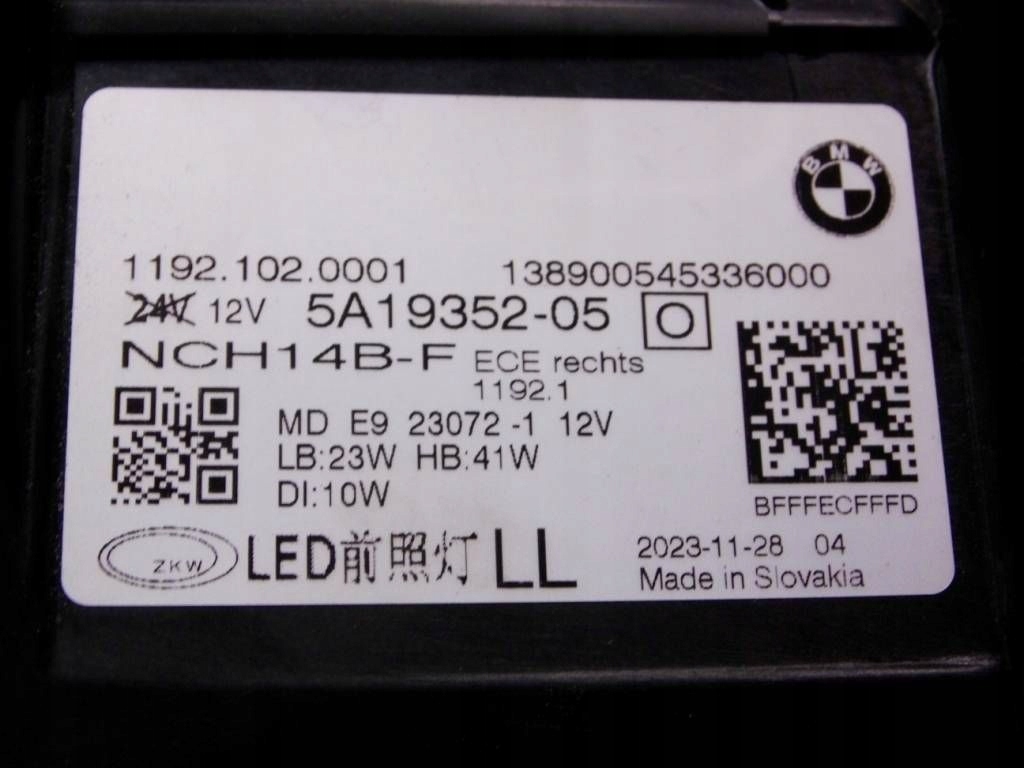 BMW
1192.102.0001 138900545336000
24V 12V 5A19352-05 O
NCH14B-F ECE rechts
1192.1
MD E9 23072 -1 12V
LB:23W HB:41W
DI:10W
BFFFECFFFD
ZKW LED前照灯 LL
2023-11-28 04
Made in Slovakia